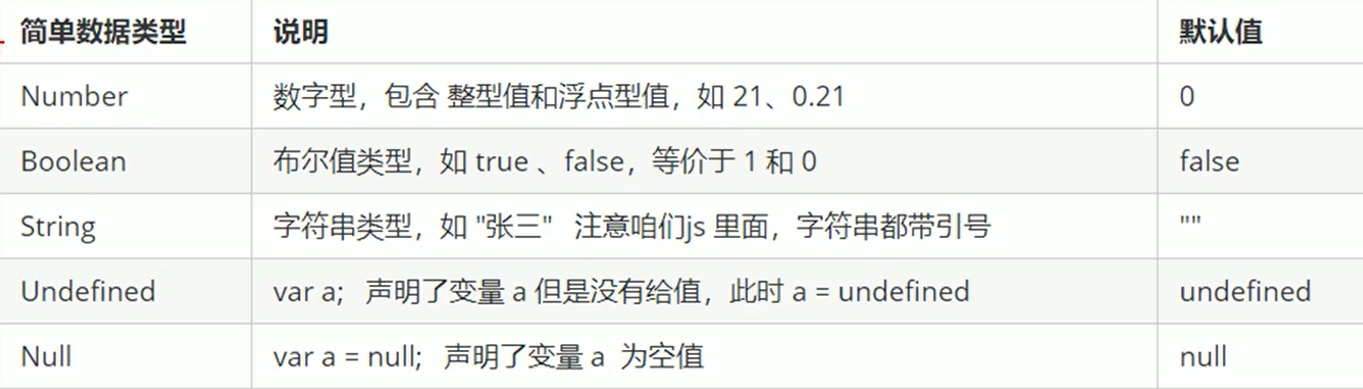 简单数据类型 说明 默认值
Number 数字型，包含 整型值和浮点型值，如 21、0.21 0
Boolean 布尔值类型，如 true 、false，等价于 1 和 0 false
String 字符串类型，如 "张三" 注意咱们js 里面，字符串都带引号 ""
Undefined var a; 声明了变量 a 但是没有给值，此时 a = undefined undefined
Null var a = null; 声明了变量 a 为空值 null